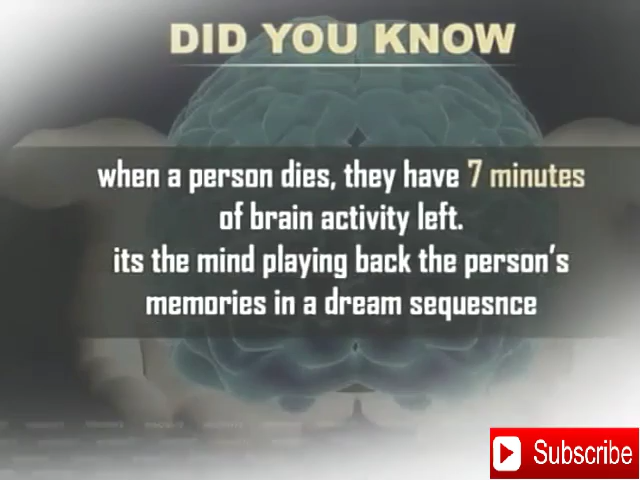 DID YOU KNOW
when a person dies, they have 7 minutes
of brain activity left.
its the mind playing back the person's
memories in a dream sequesnce
Subscribe